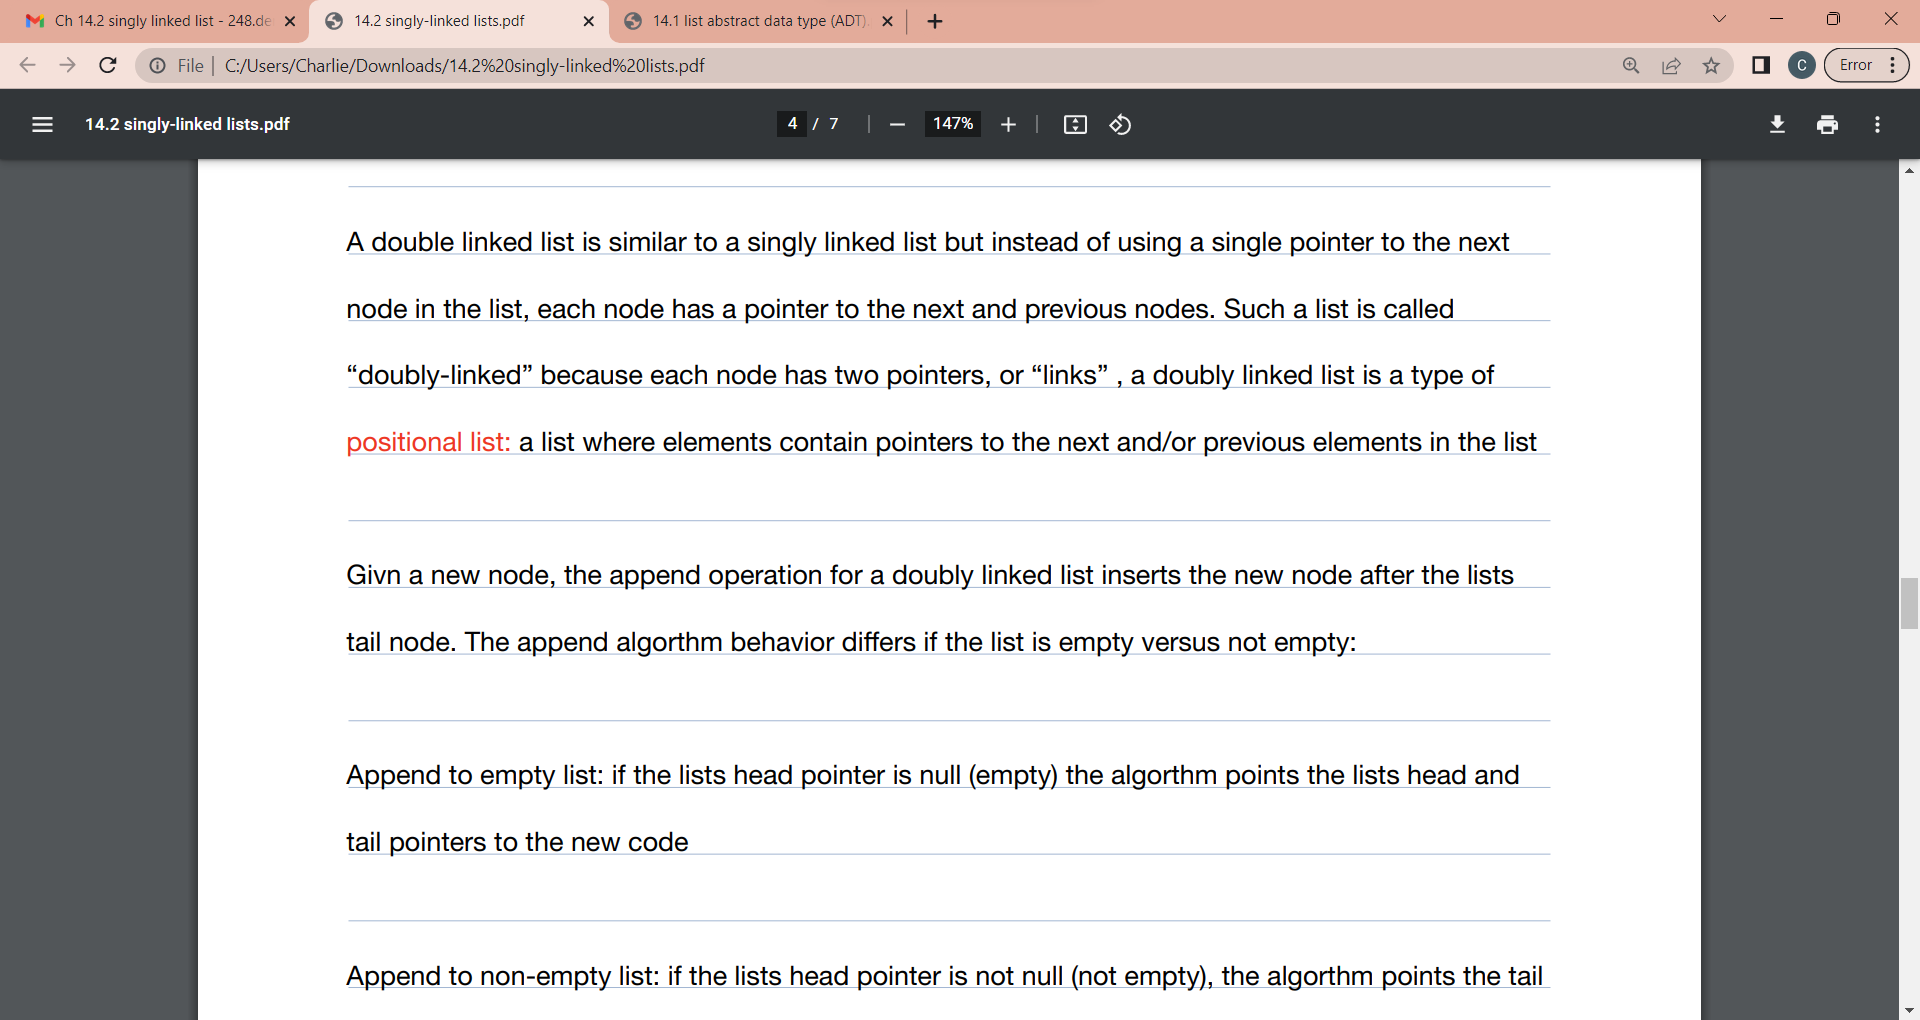 Ch 14.2 singly linked list - 248.de
14.2 singly-linked lists.pdf
14.1 list abstract data type (ADT).
File
C:/Users/Charlie/Downloads/14.2%20singly-linked%20lists.pdf
C
Error
14.2 singly-linked lists.pdf
4 / 7
147%
A double linked list is similar to a singly linked list but instead of using a single pointer to the next
node in the list, each node has a pointer to the next and previous nodes. Such a list is called
“doubly-linked” because each node has two pointers, or “links” , a doubly linked list is a type of
positional list: a list where elements contain pointers to the next and/or previous elements in the list
Givn a new node, the append operation for a doubly linked list inserts the new node after the lists
tail node. The append algorthm behavior differs if the list is empty versus not empty:
Append to empty list: if the lists head pointer is null (empty) the algorthm points the lists head and
tail pointers to the new code
Append to non-empty list: if the lists head pointer is not null (not empty), the algorthm points the tail